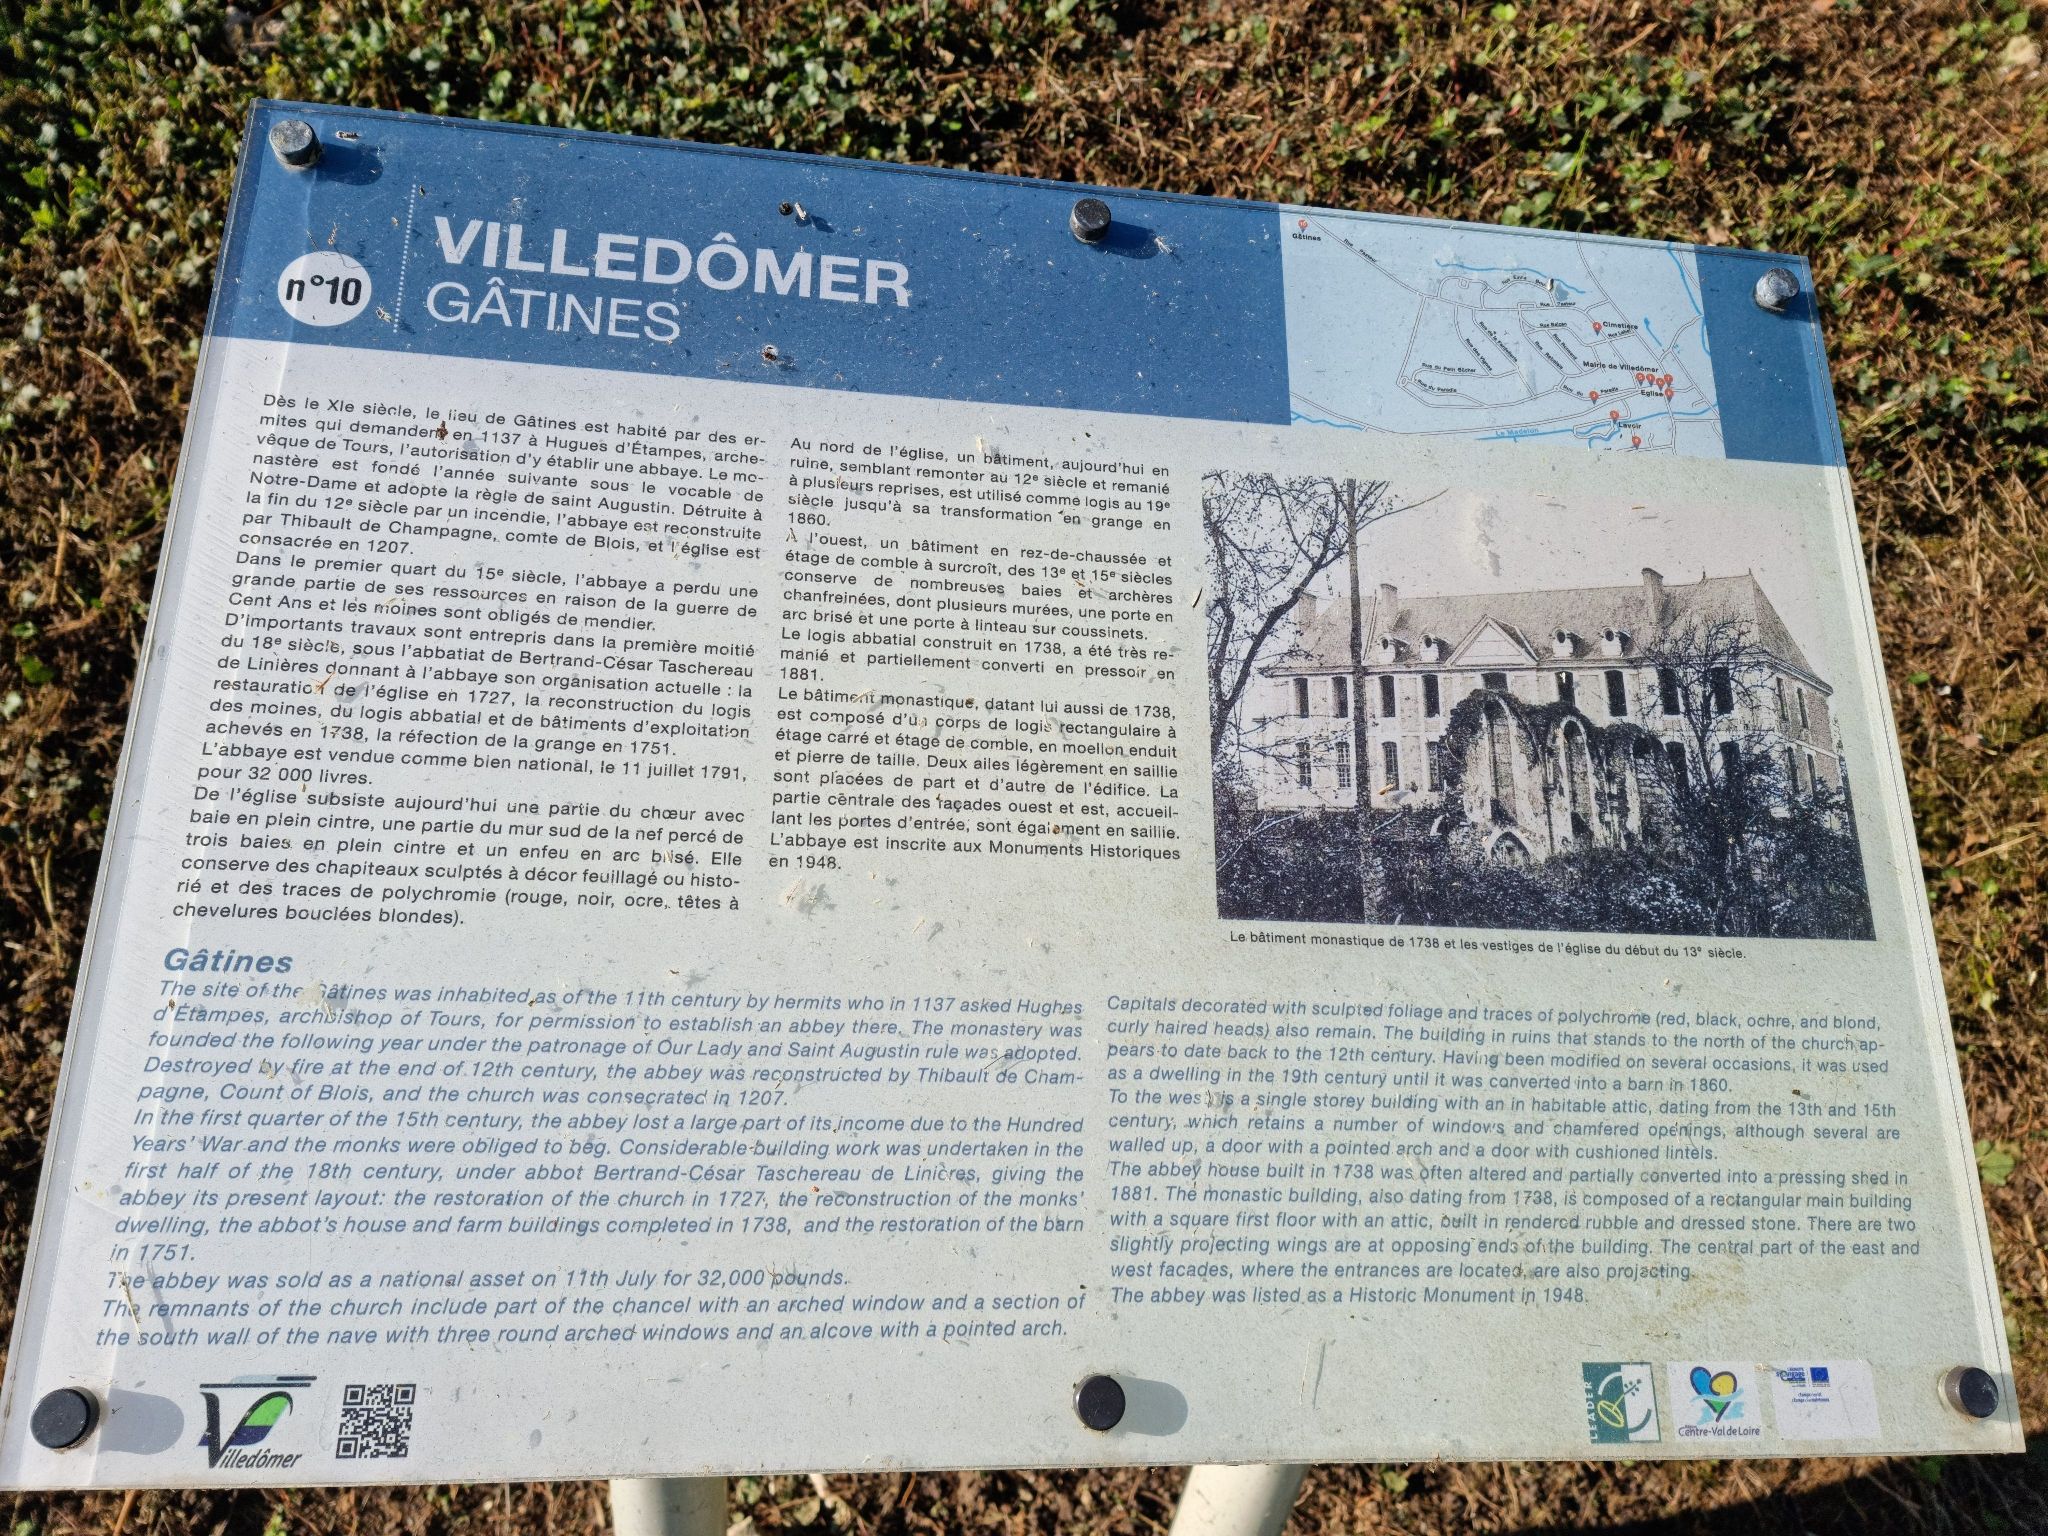 n°10
VILLEDÔMER
GÂTINES
Dès le XIe siècle, le lieu de Gâtines est habité par des er-
mites qui demandent en 1137 à Hugues d'Étampes, arche-
vêque de Tours, l'autorisation d'y établir une abbaye. Le mo-
nastère est fondé l'année suivante sous le vocable de
Notre-Dame et adopte la règle de saint Augustin. Détruite à
la fin du 12e siècle par un incendie, l'abbaye est reconstruite
par Thibault de Champagne, comte de Blois, et l'église est
consacrée en 1207.
Dans le premier quart du 15e siècle, l'abbaye a perdu une
grande partie de ses ressources en raison de la guerre de
Cent Ans et les moines sont obligés de mendier.
D'importants travaux sont entrepris dans la première moitié
du 18e siècle, sous l'abbatiat de Bertrand-César Taschereau
de Linières donnant à l'abbaye son organisation actuelle : la
restauration de l'église en 1727, la reconstruction du logis
des moines, du logis abbatial et de bâtiments d'exploitation
achevés en 1738, la réfection de la grange en 1751.
L'abbaye est vendue comme bien national, le 11 juillet 1791,
pour 32 000 livres.
De l'église subsiste aujourd'hui une partie du chœur avec
baie en plein cintre, une partie du mur sud de la nef percé de
trois baies en plein cintre et un enfeu en arc brisé. Elle
conserve des chapiteaux sculptés à décor feuillagé ou histo-
rié et des traces de polychromie (rouge, noir, ocre, têtes à
chevelures bouclées blondes).
Au nord de l'église, un bâtiment, aujourd'hui en
ruine, semblant remonter au 12e siècle et remanié
à plusieurs reprises, est utilisé comme logis au 19e
siècle jusqu'à sa transformation en grange en
1860.
À l'ouest, un bâtiment en rez-de-chaussée et
étage de comble à surcroît, des 13e et 15e siècles
conserve de nombreuses baies et archères
chanfreinées, dont plusieurs murées, une porte en
arc brisé et une porte à linteau sur coussinets.
Le logis abbatial construit en 1738, a été très re-
manié et partiellement converti en pressoir en
1881.
Le bâtiment monastique, datant lui aussi de 1738,
est composé d'un corps de logis rectangulaire à
étage carré et étage de comble, en moellon enduit
et pierre de taille. Deux ailes légèrement en saillie
sont placées de part et d'autre de l'édifice. La
partie centrale des façades ouest et est, accueil-
lant les portes d'entrée, sont également en saillie.
L'abbaye est inscrite aux Monuments Historiques
en 1948.
Gâtines
Rue Pasteur
Rue Pasteur
Rue Balzac
Cimetière
Rue du Petit Bâcher
Rue du Paradis
Mairie de Villedômer
Eglise
Lavoir
Le Madelon
Le bâtiment monastique de 1738 et les vestiges de l'église du début du 13e siècle.
Gâtines
The site of the Gâtines was inhabited as of the 11th century by hermits who in 1137 asked Hughes
d'Étampes, archbishop of Tours, for permission to establish an abbey there. The monastery was
founded the following year under the patronage of Our Lady and Saint Augustin rule was adopted.
Destroyed by fire at the end of 12th century, the abbey was reconstructed by Thibault de Cham-
pagne, Count of Blois, and the church was consecrated in 1207.
In the first quarter of the 15th century, the abbey lost a large part of its income due to the Hundred
Years' War and the monks were obliged to beg. Considerable building work was undertaken in the
first half of the 18th century, under abbot Bertrand-César Taschereau de Linières, giving the
abbey its present layout: the restoration of the church in 1727, the reconstruction of the monks'
dwelling, the abbot's house and farm buildings completed in 1738, and the restoration of the barn
in 1751.
The abbey was sold as a national asset on 11th July for 32,000 pounds.
The remnants of the church include part of the chancel with an arched window and a section of
the south wall of the nave with three round arched windows and an alcove with a pointed arch.
Capitals decorated with sculpted foliage and traces of polychrome (red, black, ochre, and blond,
curly haired heads) also remain. The building in ruins that stands to the north of the church ap-
pears to date back to the 12th century. Having been modified on several occasions, it was used
as a dwelling in the 19th century until it was converted into a barn in 1860.
To the west is a single storey building with an in habitable attic, dating from the 13th and 15th
century, which retains a number of windows and chamfered openings, although several are
walled up, a door with a pointed arch and a door with cushioned lintels.
The abbey house built in 1738 was often altered and partially converted into a pressing shed in
1881. The monastic building, also dating from 1738, is composed of a rectangular main building
with a square first floor with an attic, built in rendered rubble and dressed stone. There are two
slightly projecting wings are at opposing ends of the building. The central part of the east and
west facades, where the entrances are located, are also projecting.
The abbey was listed as a Historic Monument in 1948.
Villedômer
LEADER
Centre-Val de Loire